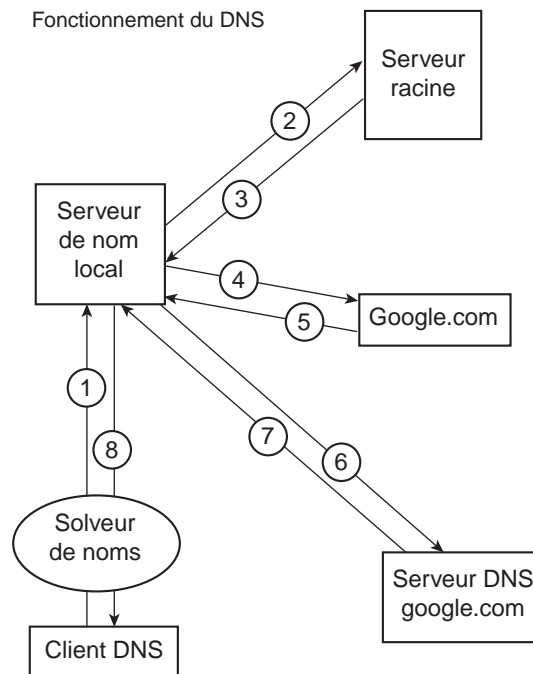 Fonctionnement du DNS
Serveur
racine
2
3
Serveur
de nom
local
4
5
Google.com
1
8
7
6
Solveur
de noms
Serveur DNS
google.com
Client DNS